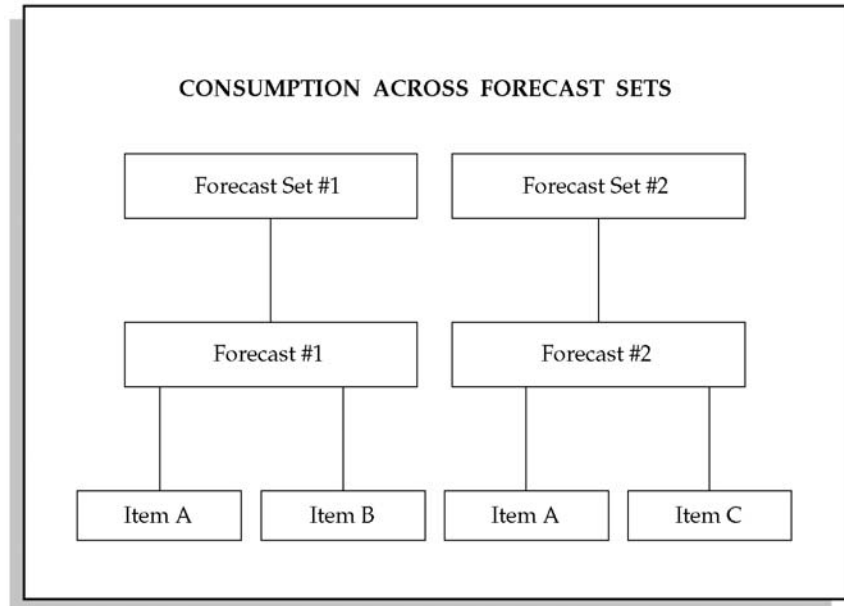 CONSUMPTION ACROSS FORECAST SETS
Forecast Set #1
Forecast Set #2
Forecast #1
Forecast #2
Item A
Item B
Item A
Item C